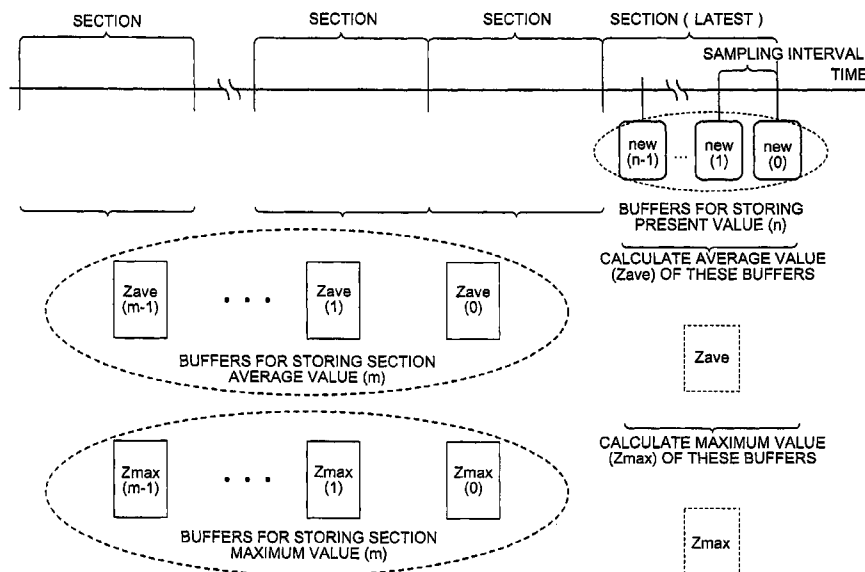 SECTION
SECTION
SECTION
SECTION ( LATEST )
SAMPLING INTERVAL
TIME
new
(n-1)
...
new
(1)
new
(0)
BUFFERS FOR STORING
PRESENT VALUE (n)
CALCULATE AVERAGE VALUE
(Zave) OF THESE BUFFERS
Zave
(m-1)
. . .
Zave
(1)
Zave
(0)
BUFFERS FOR STORING SECTION
AVERAGE VALUE (m)
Zave
CALCULATE MAXIMUM VALUE
(Zmax) OF THESE BUFFERS
Zmax
(m-1)
. . .
Zmax
(1)
Zmax
(0)
BUFFERS FOR STORING SECTION
MAXIMUM VALUE (m)
Zmax